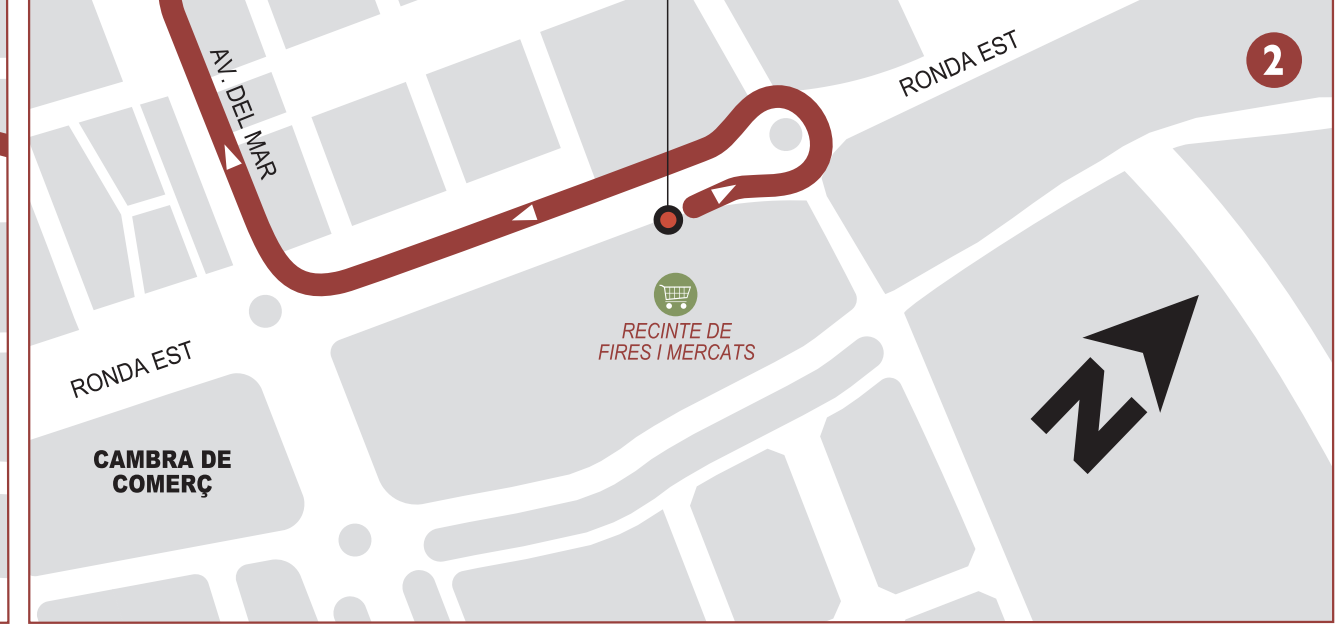 AV. DEL MAR
RONDA EST
2
RECINTE DE
FIRES I MERCATS
RONDA EST
CAMBRA DE
COMERÇ
N